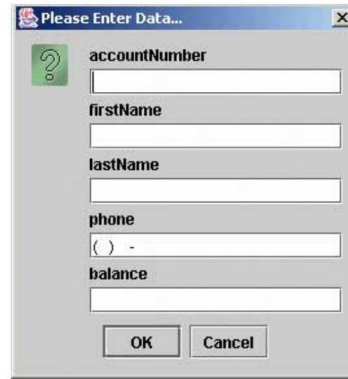 Please Enter Data...
accountNumber
firstName
lastName
phone
( ) -
balance
OK Cancel